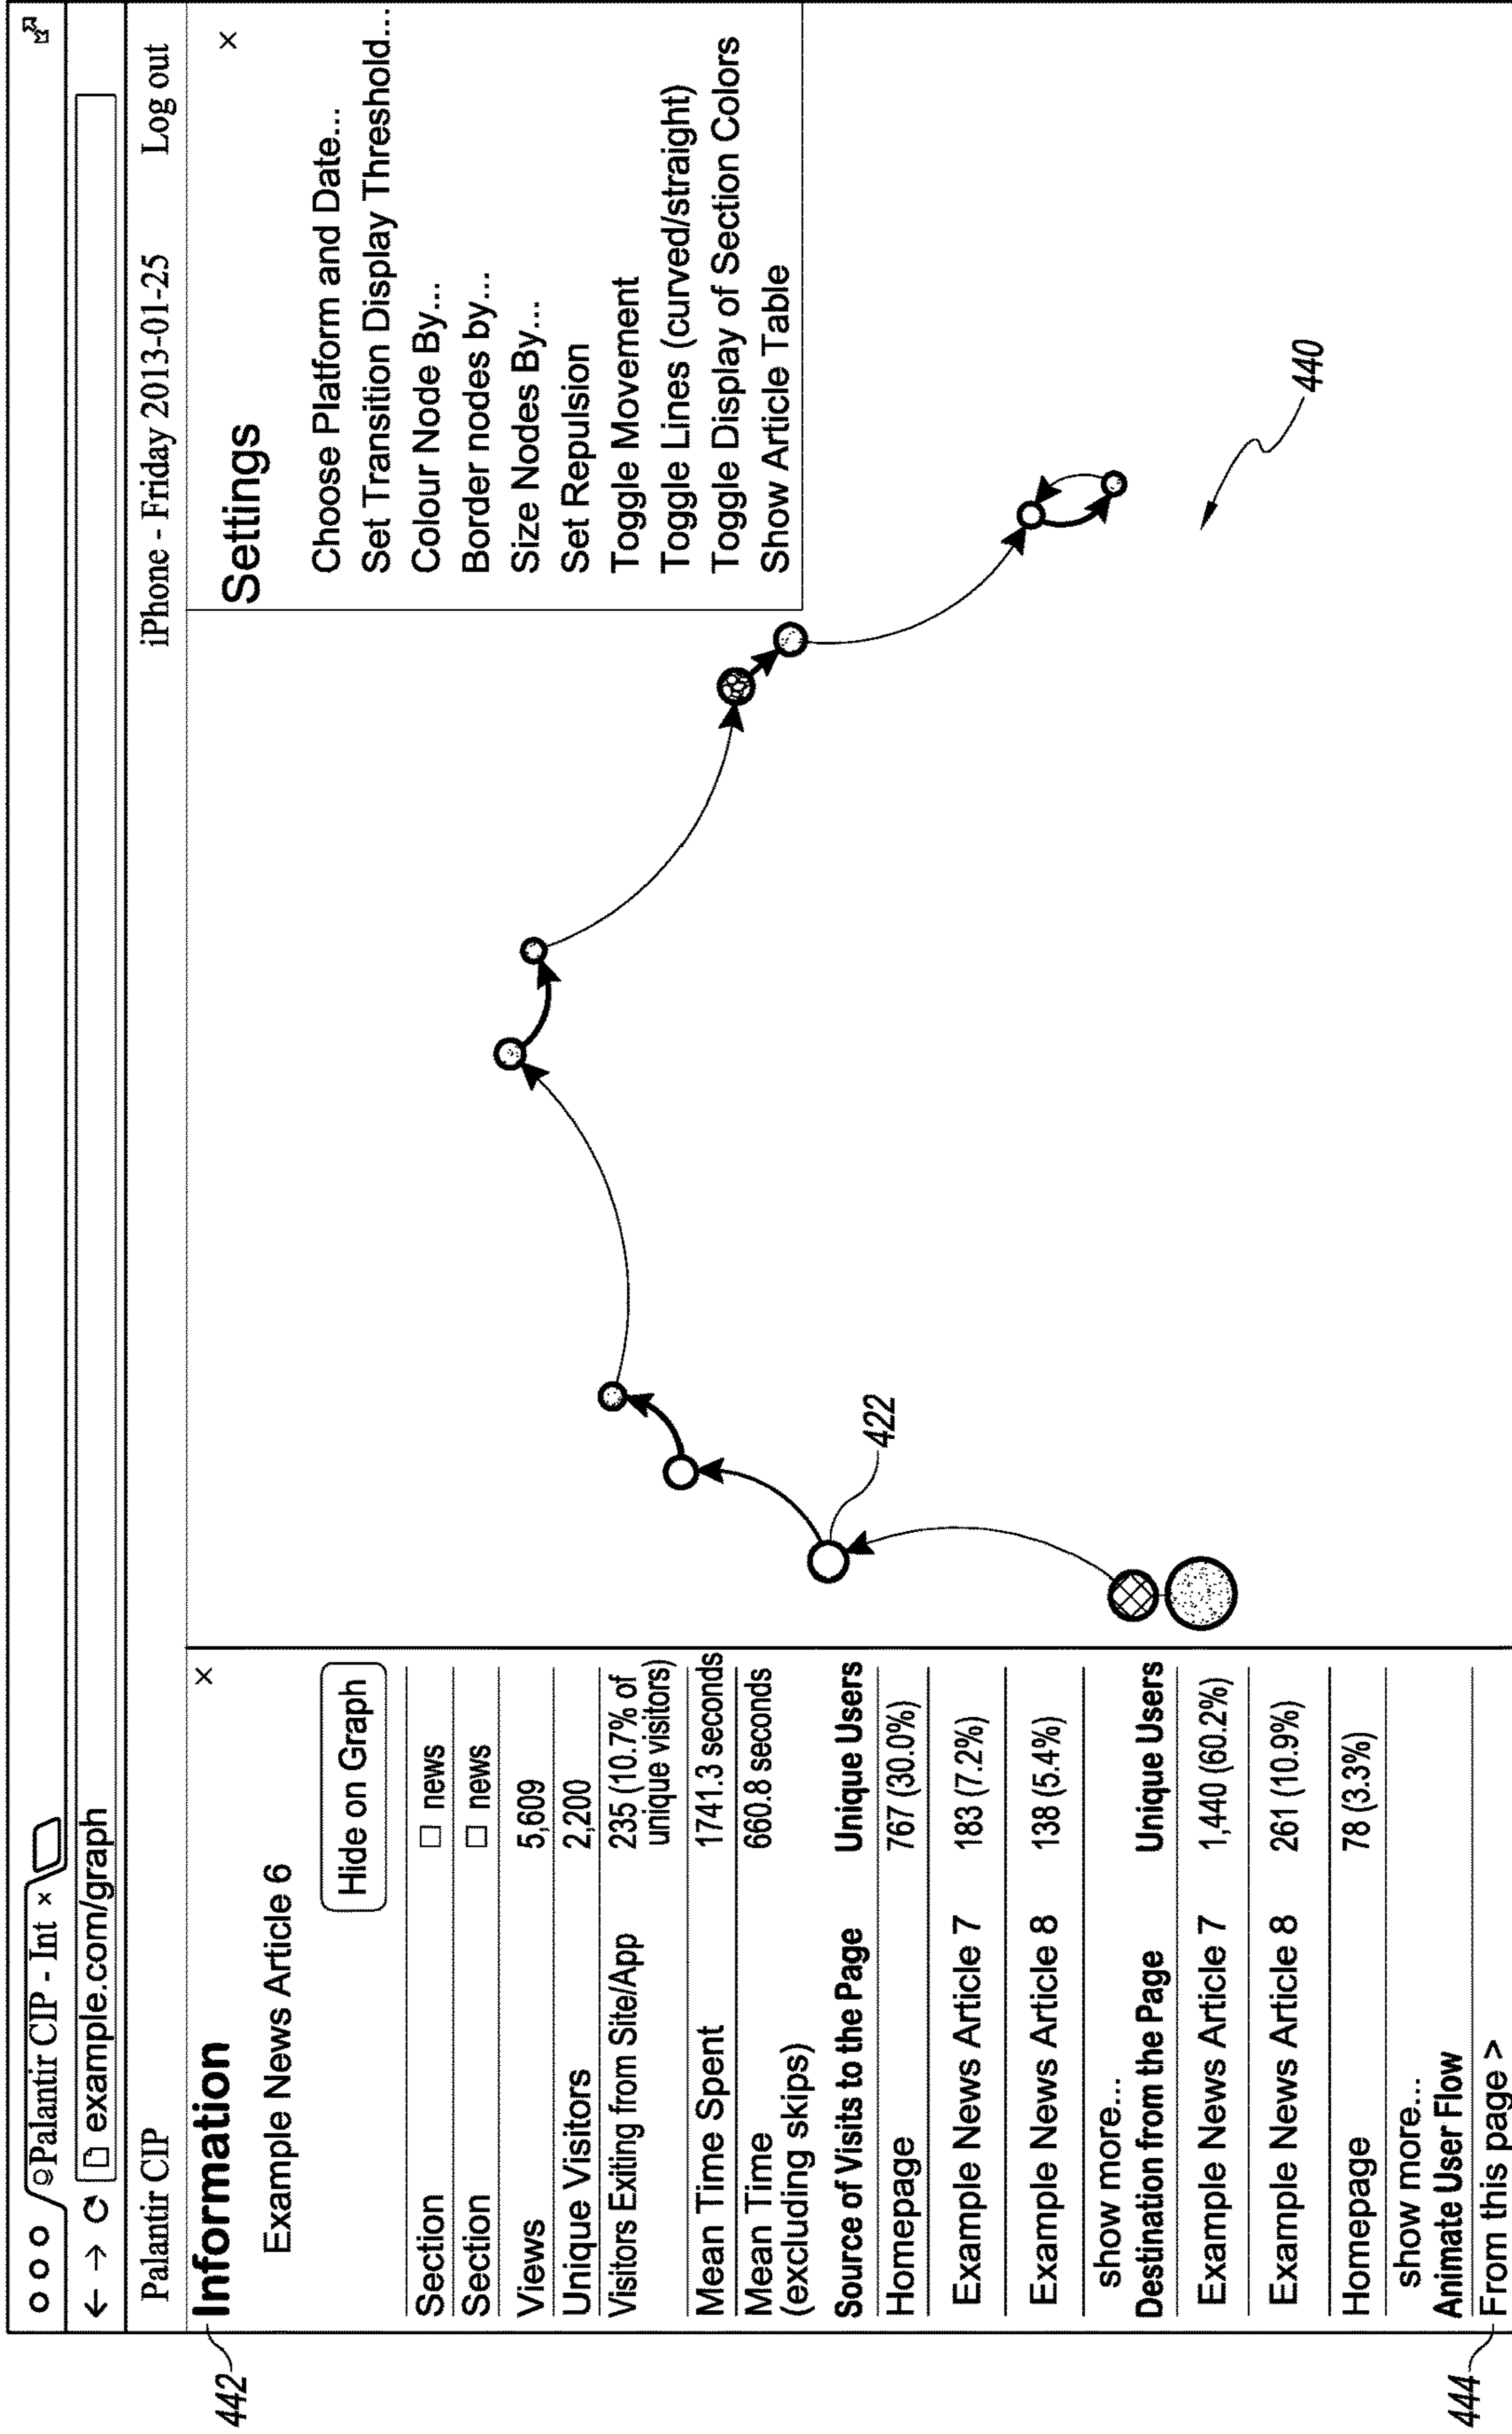 Palantir CIP - Int ×
example.com/graph
Palantir CIP
iPhone - Friday 2013-01-25
Log out
442
Information ×
Example News Article 6
Hide on Graph
Section □ news
Section □ news
Views 5,609
Unique Visitors 2,200
Visitors Exiting from Site/App 235 (10.7% of
unique visitors)
Mean Time Spent 1741.3 seconds
Mean Time 660.8 seconds
(excluding skips)
Source of Visits to the Page Unique Users
Homepage 767 (30.0%)
Example News Article 7 183 (7.2%)
Example News Article 8 138 (5.4%)
show more...
Destination from the Page Unique Users
Example News Article 7 1,440 (60.2%)
Example News Article 8 261 (10.9%)
Homepage 78 (3.3%)
show more...
Animate User Flow
444
From this page >
422
Settings ×
Choose Platform and Date...
Set Transition Display Threshold...
Colour Node By...
Border nodes by...
Size Nodes By...
Set Repulsion
Toggle Movement
Toggle Lines (curved/straight)
Toggle Display of Section Colors
Show Article Table
440